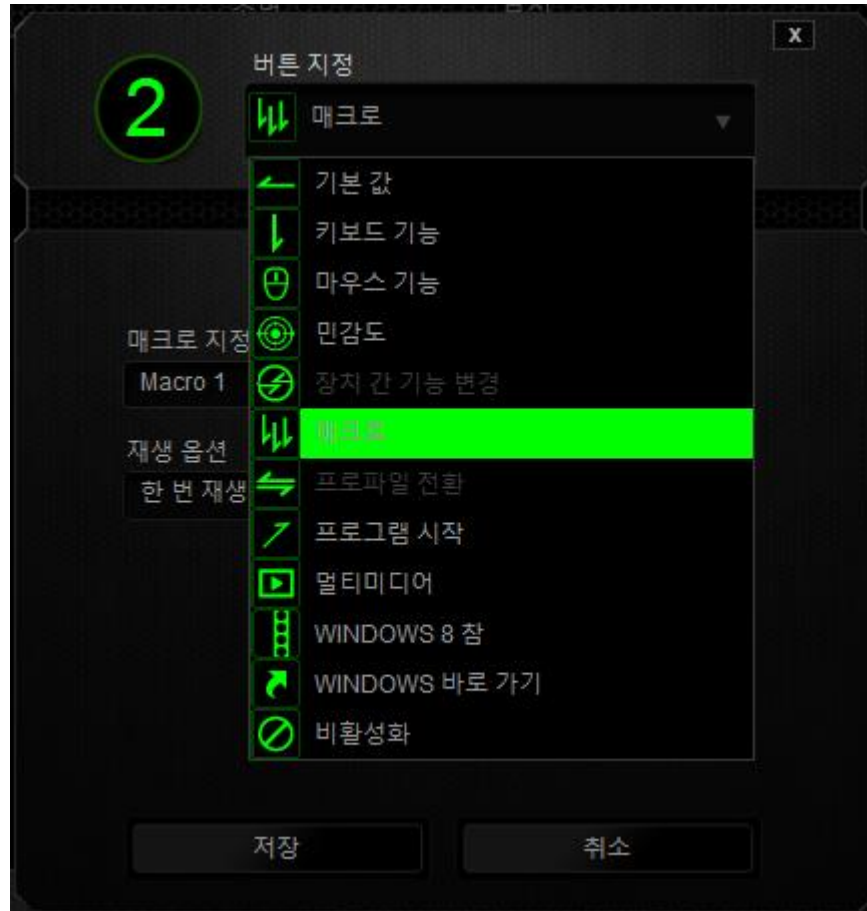 X
버튼 지정
2
매크로
기본 값
키보드 기능
마우스 기능
민감도
장치 간 기능 변경
매크로
프로파일 전환
프로그램 시작
멀티미디어
WINDOWS 8 참
WINDOWS 바로 가기
비활성화
매크로 지정
Macro 1
재생 옵션
한 번 재생
저장
취소